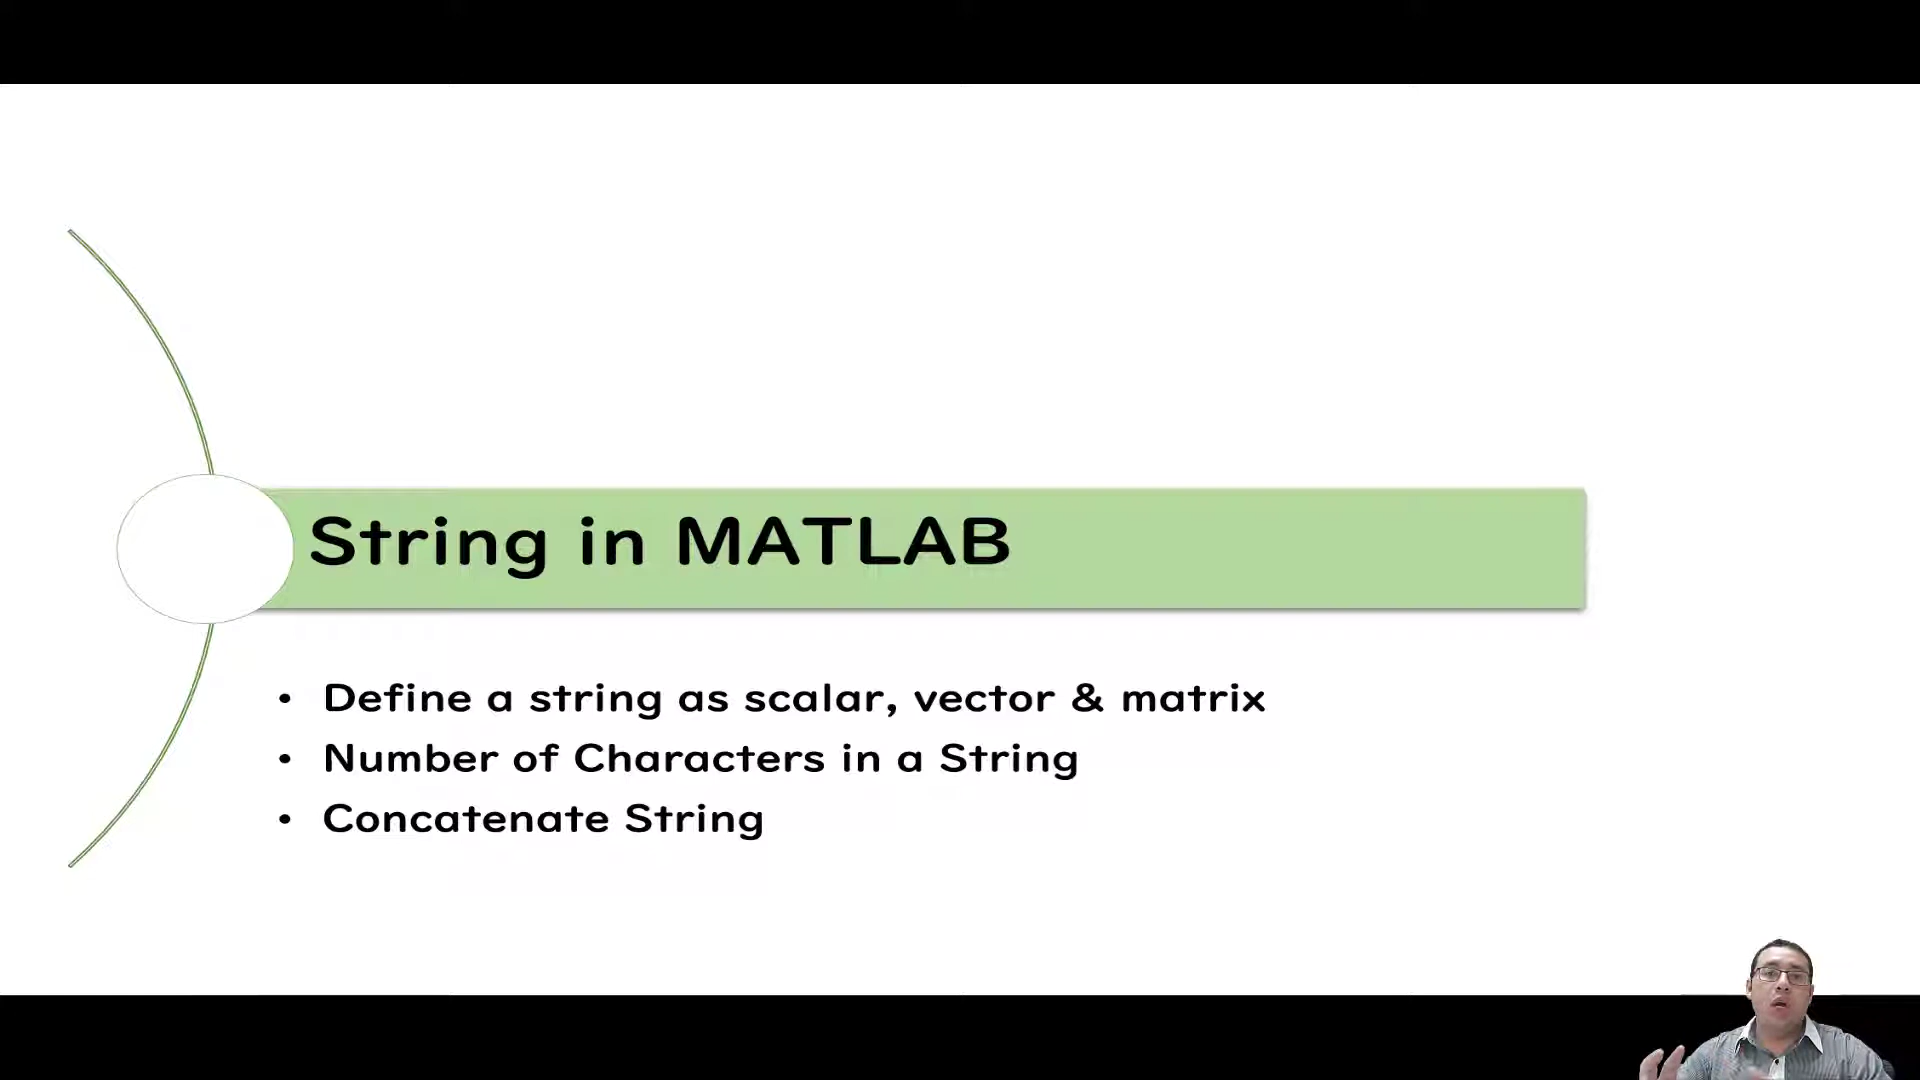 String in MATLAB
• Define a string as scalar, vector & matrix
• Number of Characters in a String
• Concatenate String